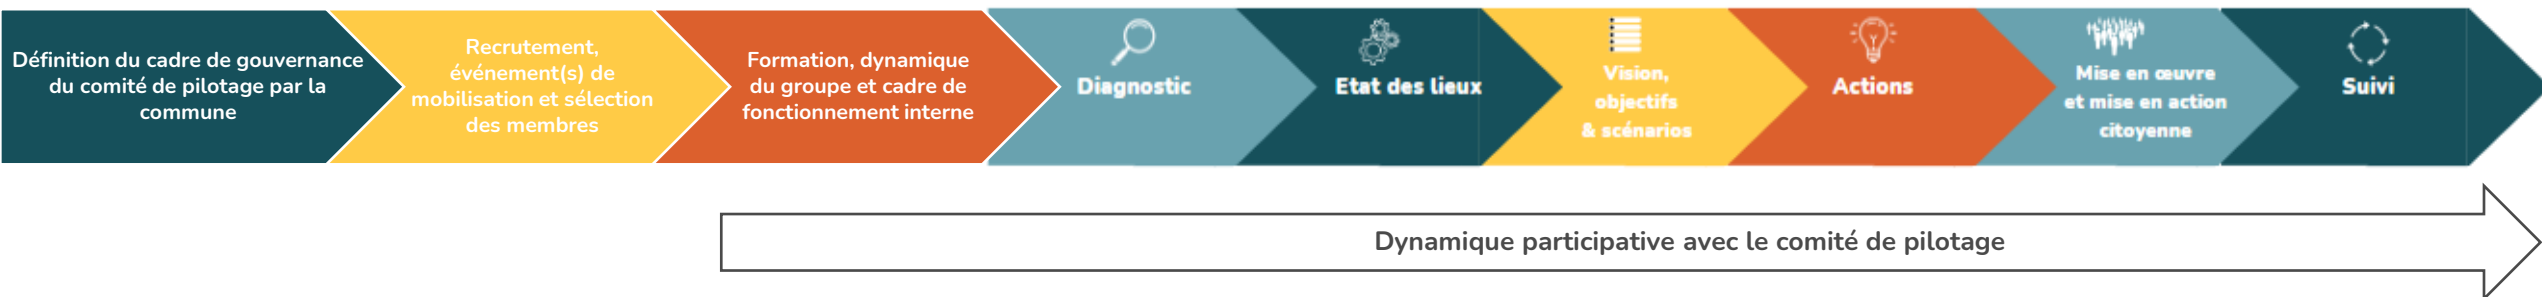 Définition du cadre de gouvernance
du comité de pilotage par la
commune
Recrutement,
événement(s) de
mobilisation et sélection
des membres
Formation, dynamique
du groupe et cadre de
fonctionnement interne
Diagnostic
Etat des lieux
Vision,
objectifs
& scénarios
Actions
Mise en œuvre
et mise en action
citoyenne
Suivi
Dynamique participative avec le comité de pilotage